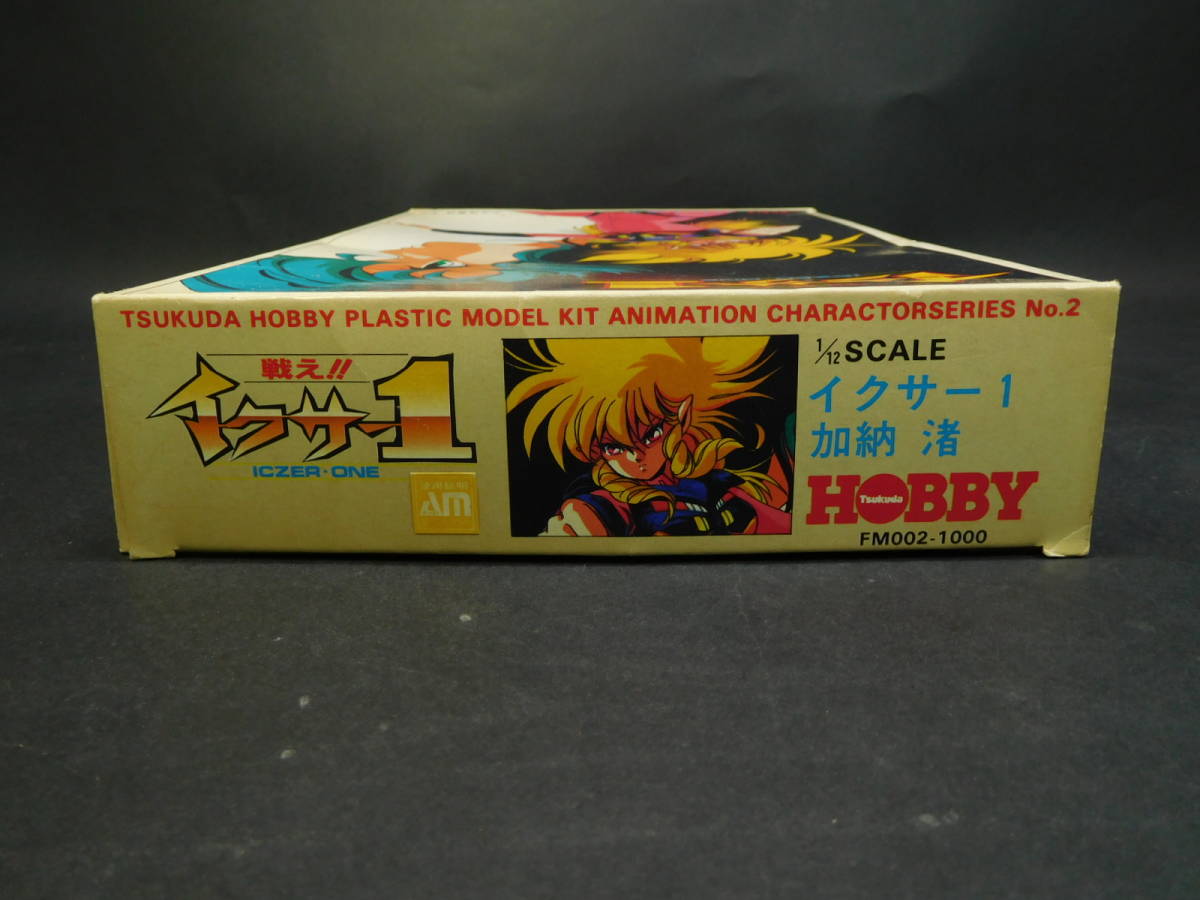 TSUKUDA HOBBY PLASTIC MODEL KIT ANIMATION CHARACTORSERIES No.2
戦え!!
イクサー1
ICZER·ONE
AM
1/12 SCALE
イクサー1
加納 渚
HOBBY
Tsukuda
FM002-1000